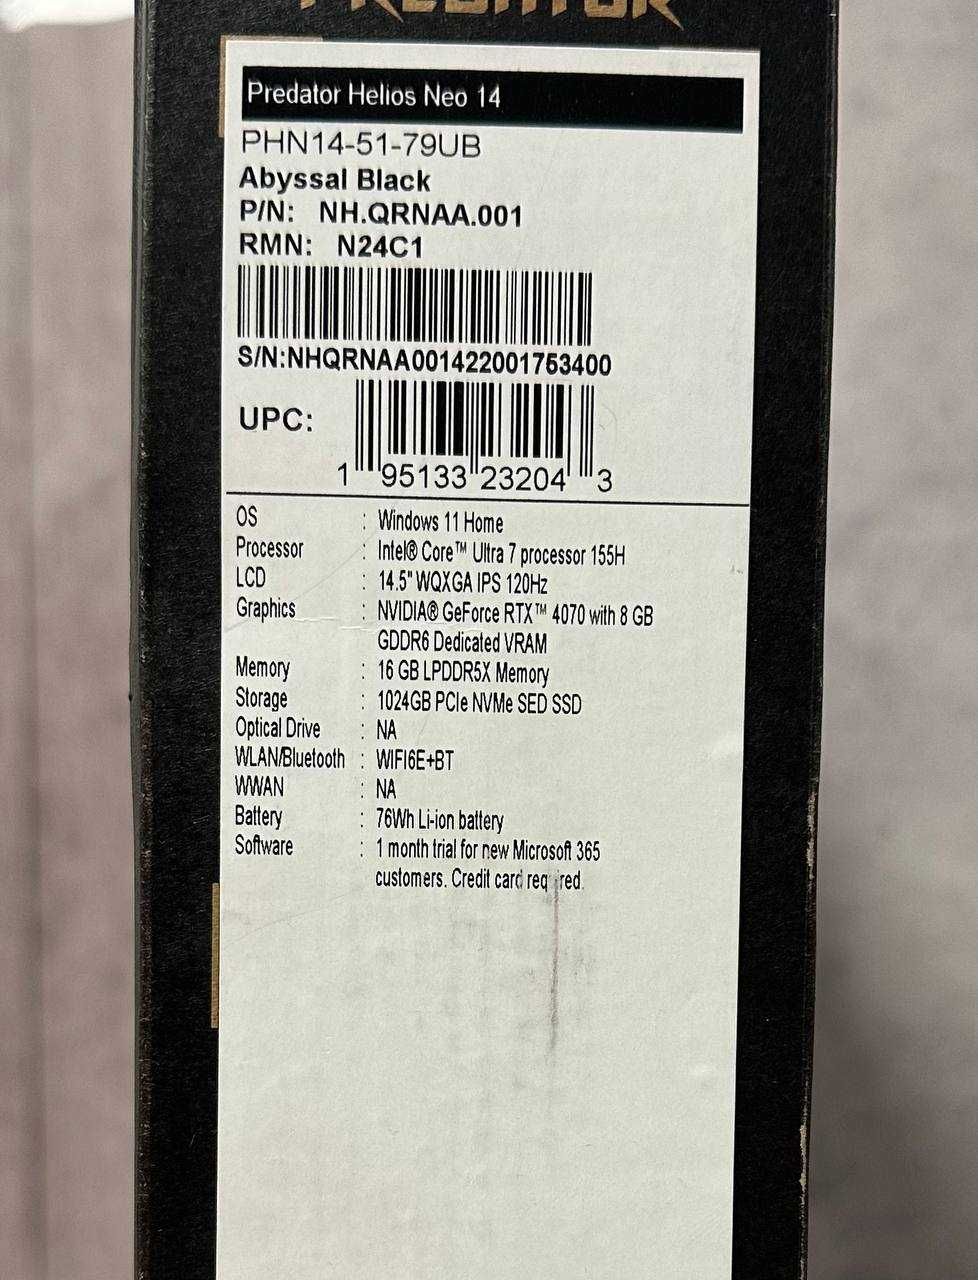 PREDATOR
Predator Helios Neo 14
PHN14-51-79UB
Abyssal Black
P/N: NH.QRNAA.001
RMN: N24C1
S/N:NHQRNAA001422001753400
UPC:
1 95133 23204 3
OS : Windows 11 Home
Processor : Intel® Core™ Ultra 7 processor 155H
LCD : 14.5" WQXGA IPS 120Hz
Graphics : NVIDIA® GeForce RTX™ 4070 with 8 GB
GDDR6 Dedicated VRAM
Memory : 16 GB LPDDR5X Memory
Storage : 1024GB PCIe NVMe SED SSD
Optical Drive : NA
WLAN/Bluetooth : WIFI6E+BT
WWAN : NA
Battery : 76Wh Li-ion battery
Software : 1 month trial for new Microsoft 365
customers. Credit card required.